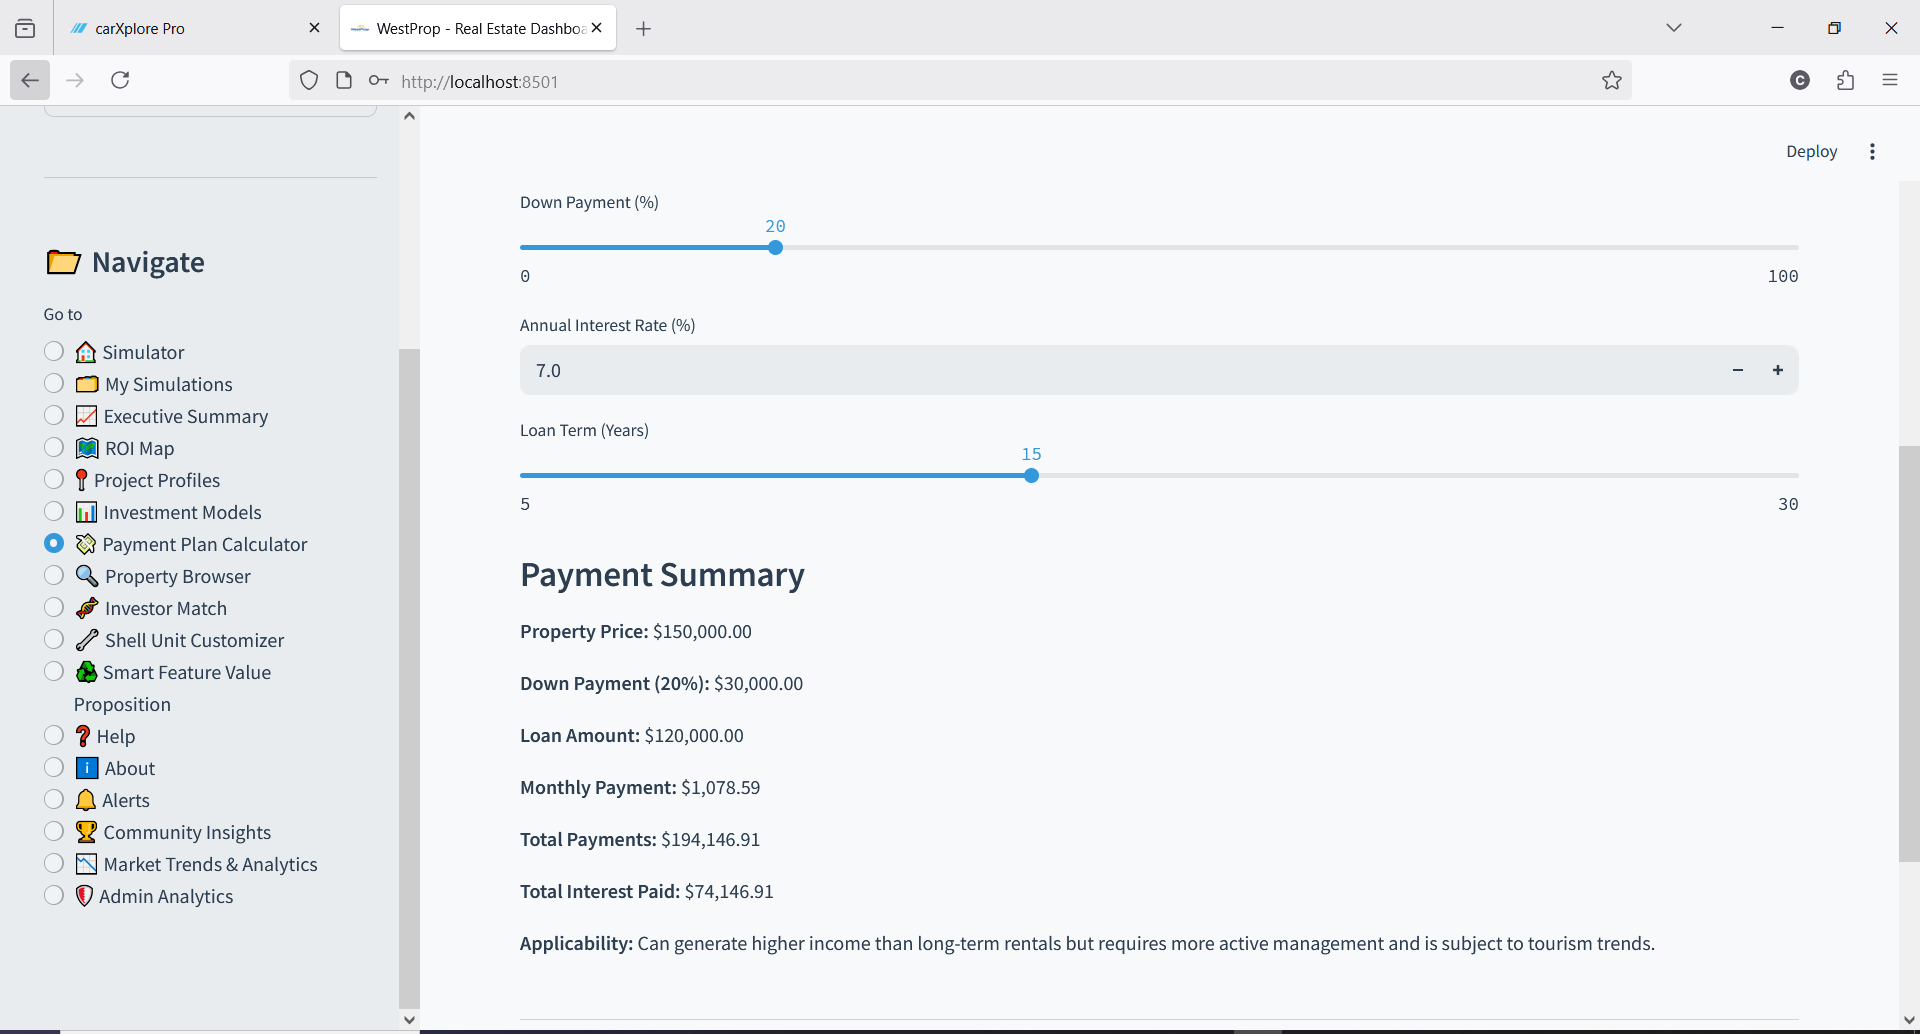 carXplore Pro
WestProp - Real Estate Dashboa
http://localhost:8501
C
Deploy
Navigate
Go to
Simulator
My Simulations
Executive Summary
ROI Map
Project Profiles
Investment Models
Payment Plan Calculator
Property Browser
Investor Match
Shell Unit Customizer
Smart Feature Value
Proposition
Help
About
Alerts
Community Insights
Market Trends & Analytics
Admin Analytics
Down Payment (%)
20
0 100
Annual Interest Rate (%)
7.0
Loan Term (Years)
15
5 30
Payment Summary
Property Price: $150,000.00
Down Payment (20%): $30,000.00
Loan Amount: $120,000.00
Monthly Payment: $1,078.59
Total Payments: $194,146.91
Total Interest Paid: $74,146.91
Applicability: Can generate higher income than long-term rentals but requires more active management and is subject to tourism trends.